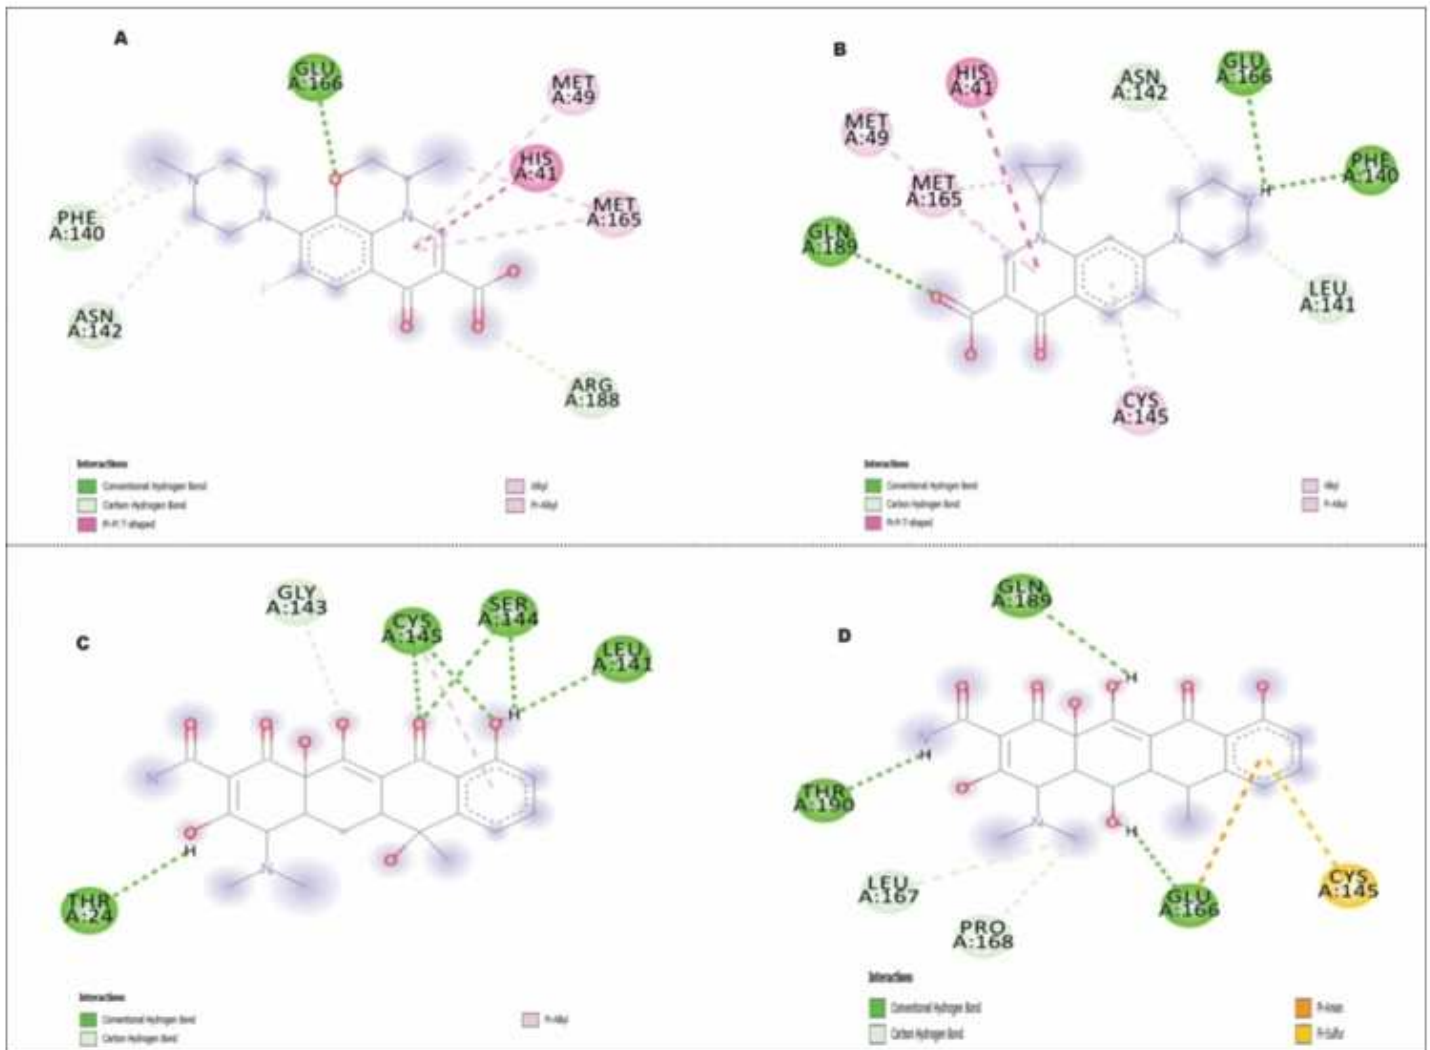 A
GLU
A:166
MET
A:49
HIS
A:41
MET
A:165
N
O
N
N
PHE
A:140
ASN
A:142
F
O
O
O
ARG
A:188
Interactions
Conventional Hydrogen Bond
Carbon Hydrogen Bond
Pi-Pi T-shaped
Alkyl
Pi-Alkyl
B
HIS
A:41
ASN
A:142
GLU
A:166
MET
A:49
PHE
A:140
MET
A:165
H
GLN
A:189
N
N
O
O
O
LEU
A:141
CYS
A:145
Interactions
Conventional Hydrogen Bond
Carbon Hydrogen Bond
Pi-Pi T-shaped
Alkyl
Pi-Alkyl
C
GLY
A:143
CYS
A:145
SER
A:144
LEU
A:141
H
O
O
O
O
O
O
N
O
H
O
N
THR
A:24
Interactions
Conventional Hydrogen Bond
Carbon Hydrogen Bond
Pi-Alkyl
D
GLN
A:189
H
O
O
O
O
O
O
H
THR
A:190
O
N
O
H
LEU
A:167
PRO
A:168
GLU
A:166
CYS
A:145
Interactions
Conventional Hydrogen Bond
Carbon Hydrogen Bond
Pi-Anion
Pi-Sulfur